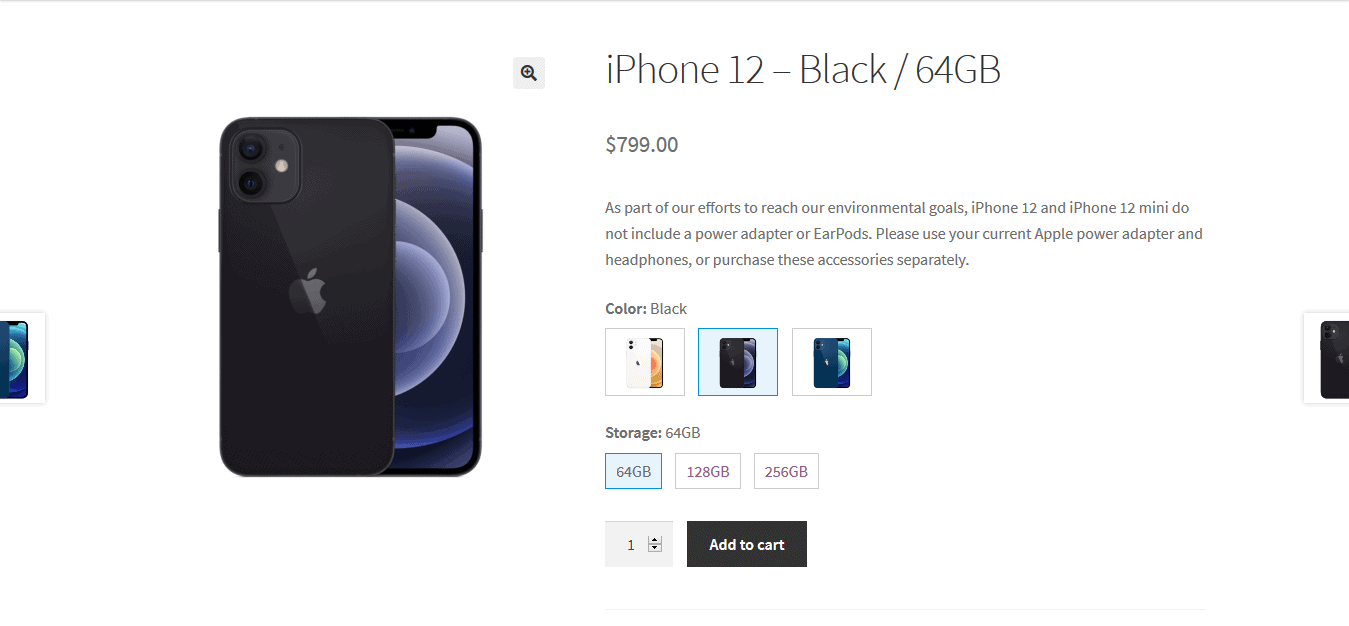 iPhone 12 – Black / 64GB
$799.00
As part of our efforts to reach our environmental goals, iPhone 12 and iPhone 12 mini do
not include a power adapter or EarPods. Please use your current Apple power adapter and
headphones, or purchase these accessories separately.
Color: Black
Storage: 64GB
64GB 128GB 256GB
1 Add to cart